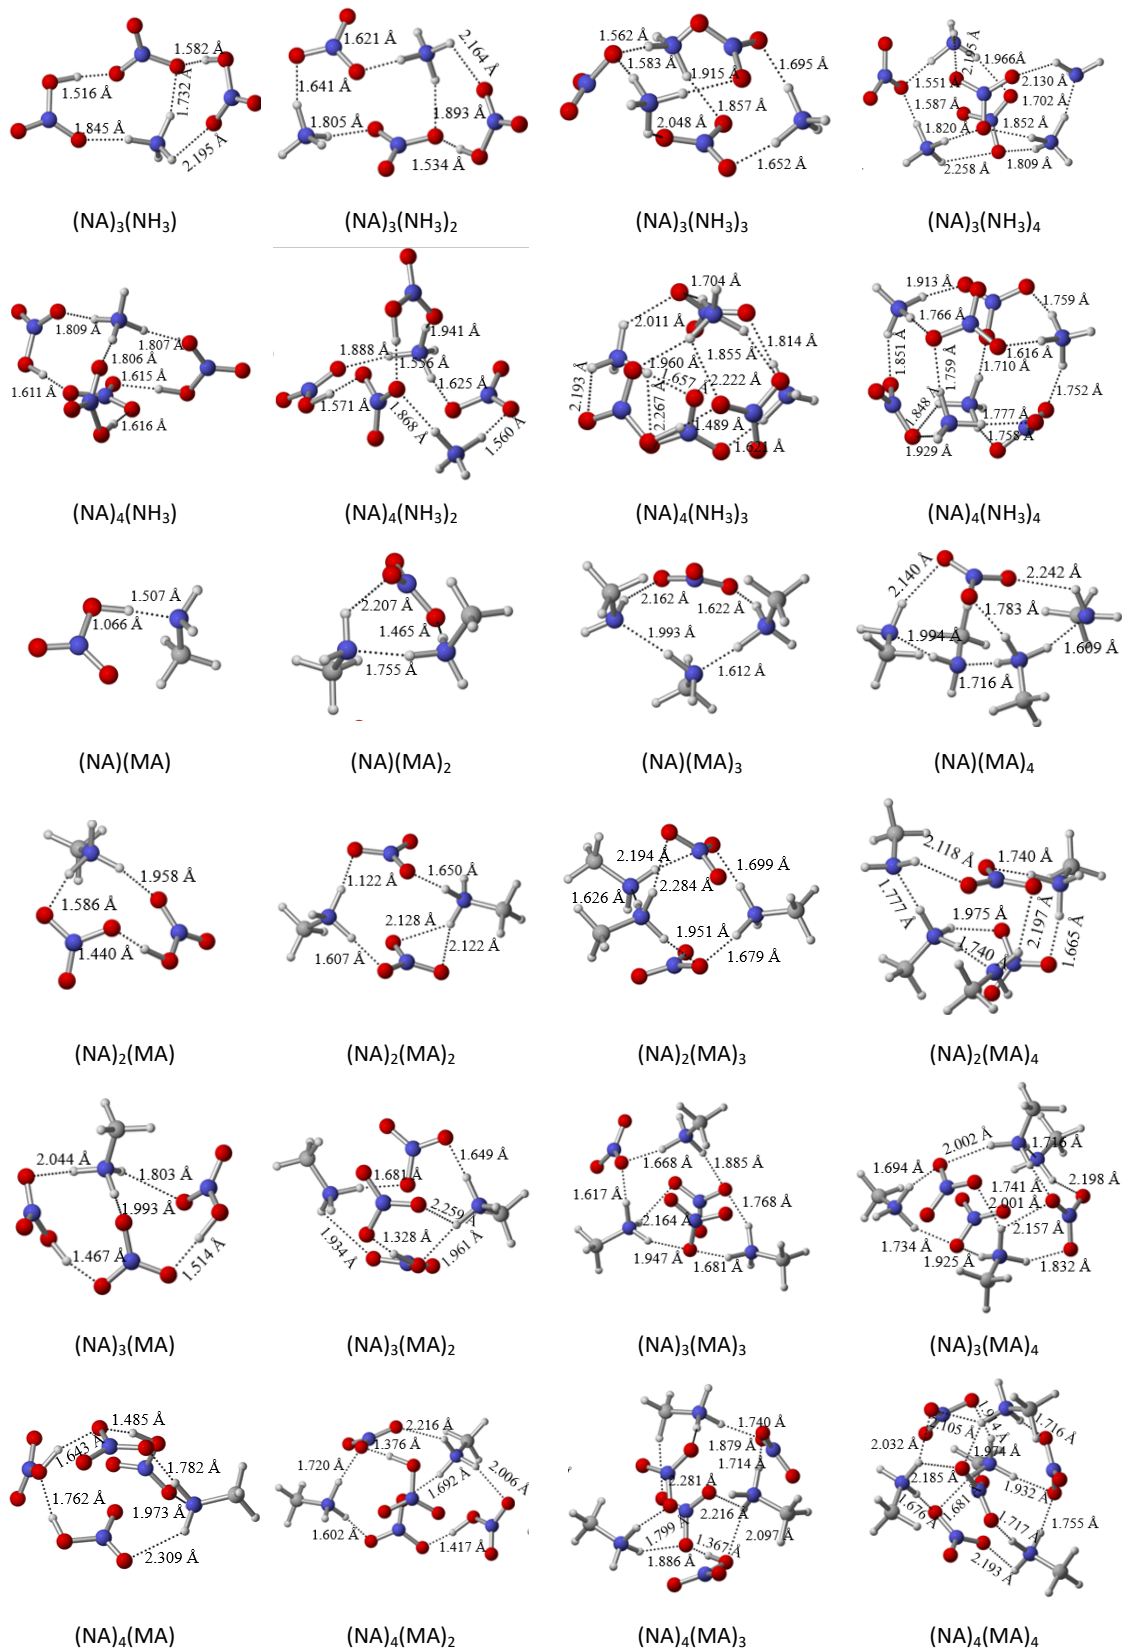 1.582 Å
1.516 Å
1.732 Å
1.845 Å
2.195 Å
1.621 Å
2.164 Å
1.641 Å
1.805 Å
1.893 Å
1.534 Å
1.562 Å
1.583 Å
1.915 Å
1.695 Å
1.857 Å
2.048 Å
1.652 Å
2.195 Å
1.966Å
1.551 Å
2.130 Å
1.587 Å
1.702 Å
1.820 Å
1.852 Å
2.258 Å
1.809 Å
(NA)₃(NH₃)
(NA)₃(NH₃)₂
(NA)₃(NH₃)₃
(NA)₃(NH₃)₄
1.809 Å
1.807 Å
1.806 Å
1.615 Å
1.611 Å
1.616 Å
1.941 Å
1.888 Å
1.556 Å
1.625 Å
1.571 Å
1.868 Å
1.560 Å
1.704 Å
2.011 Å
1.814 Å
1.960 Å
1.855 Å
2.193 Å
1.657 Å
2.222 Å
2.267 Å
1.489 Å
1.671 Å
1.913 Å
1.759 Å
1.766 Å
1.616 Å
1.851 Å
1.759 Å
1.710 Å
1.752 Å
1.848 Å
1.777 Å
1.758 Å
1.929 Å
(NA)₄(NH₃)
(NA)₄(NH₃)₂
(NA)₄(NH₃)₃
(NA)₄(NH₃)₄
1.507 Å
1.066 Å
2.207 Å
1.465 Å
1.755 Å
2.162 Å
1.622 Å
1.993 Å
1.612 Å
2.140 Å
2.242 Å
1.783 Å
1.994 Å
1.609 Å
1.716 Å
(NA)(MA)
(NA)(MA)₂
(NA)(MA)₃
(NA)(MA)₄
1.958 Å
1.586 Å
1.440 Å
1.650 Å
1.122 Å
2.128 Å
2.122 Å
1.607 Å
2.194 Å
1.699 Å
2.284 Å
1.626 Å
1.951 Å
1.679 Å
2.118 Å
1.740 Å
1.777 Å
1.975 Å
2.197 Å
1.665 Å
1.740 Å
(NA)₂(MA)
(NA)₂(MA)₂
(NA)₂(MA)₃
(NA)₂(MA)₄
2.044 Å
1.803 Å
1.993 Å
1.467 Å
1.514 Å
1.649 Å
1.681 Å
2.259 Å
1.934 Å
1.328 Å
1.961 Å
1.668 Å
1.885 Å
1.617 Å
1.768 Å
2.164 Å
1.947 Å
1.681 Å
2.002 Å
1.716 Å
1.694 Å
1.741 Å
2.198 Å
2.001 Å
2.157 Å
1.734 Å
1.925 Å
1.832 Å
(NA)₃(MA)
(NA)₃(MA)₂
(NA)₃(MA)₃
(NA)₃(MA)₄
1.485 Å
1.643 Å
1.782 Å
1.762 Å
1.973 Å
2.309 Å
2.216 Å
1.376 Å
1.720 Å
1.692 Å
2.006 Å
1.602 Å
1.417 Å
1.740 Å
1.879 Å
1.714 Å
2.281 Å
2.216 Å
1.799 Å
2.097 Å
1.367 Å
1.886 Å
2.105 Å
1.716 Å
2.032 Å
1.974 Å
2.185 Å
1.932 Å
1.676 Å
1.681
1.717 Å
1.755 Å
2.193 Å
(NA)₄(MA)
(NA)₄(MA)₂
(NA)₄(MA)₃
(NA)₄(MA)₄